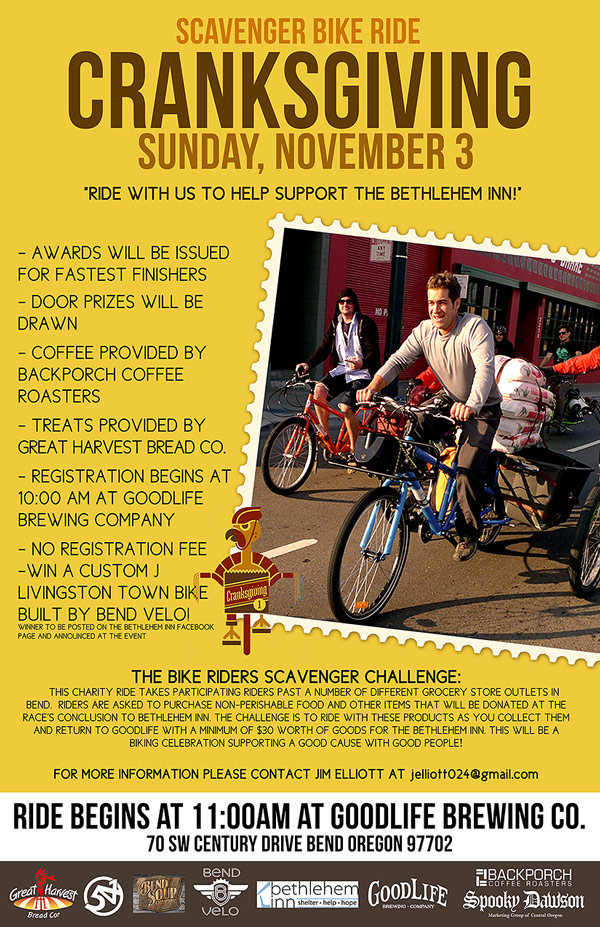 SCAVENGER BIKE RIDE
CRANKSGIVING
SUNDAY, NOVEMBER 3
"RIDE WITH US TO HELP SUPPORT THE BETHLEHEM INN!"
- AWARDS WILL BE ISSUED
FOR FASTEST FINISHERS
- DOOR PRIZES WILL BE
DRAWN
- COFFEE PROVIDED BY
BACKPORCH COFFEE
ROASTERS
- TREATS PROVIDED BY
GREAT HARVEST BREAD CO.
- REGISTRATION BEGINS AT
10:00 AM AT GOODLIFE
BREWING COMPANY
- NO REGISTRATION FEE
-WIN A CUSTOM J
LIVINGSTON TOWN BIKE
BUILT BY BEND VELO!
WINNER TO BE POSTED ON THE BETHLEHEM INN FACEBOOK
PAGE AND ANNOUNCED AT THE EVENT
Cranksgiving
1
ANY
TIME
THE BIKE RIDERS SCAVENGER CHALLENGE:
THIS CHARITY RIDE TAKES PARTICIPATING RIDERS PAST A NUMBER OF DIFFERENT GROCERY STORE OUTLETS IN
BEND. RIDERS ARE ASKED TO PURCHASE NON-PERISHABLE FOOD AND OTHER ITEMS THAT WILL BE DONATED AT THE
RACE'S CONCLUSION TO BETHLEHEM INN. THE CHALLENGE IS TO RIDE WITH THESE PRODUCTS AS YOU COLLECT THEM
AND RETURN TO GOODLIFE WITH A MINIMUM OF $30 WORTH OF GOODS FOR THE BETHLEHEM INN. THIS WILL BE A
BIKING CELEBRATION SUPPORTING A GOOD CAUSE WITH GOOD PEOPLE!
FOR MORE INFORMATION PLEASE CONTACT JIM ELLIOTT AT jelliott024@gmail.com
RIDE BEGINS AT 11:00AM AT GOODLIFE BREWING CO.
70 SW CENTURY DRIVE BEND OREGON 97702
Great Harvest
Bread Co.
BEND
SOUP
BEND
B
VELO
bethlehem
inn
shelter • help • hope
GOODLIFE
BREWING • COMPANY
BACKPORCH
COFFEE ROASTERS
Spooky Dawson
Marketing Group of Central Oregon